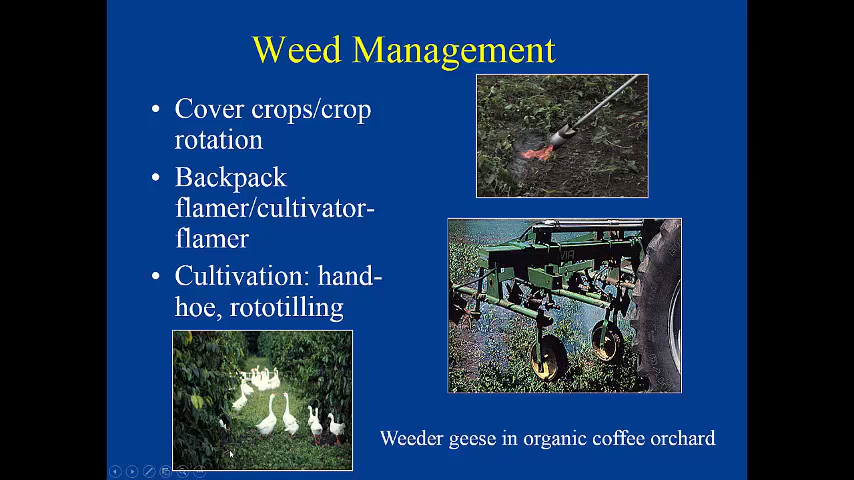 Weed Management
• Cover crops/crop
rotation
• Backpack
flamer/cultivator-
flamer
• Cultivation: hand-
hoe, rototilling
Weeder geese in organic coffee orchard